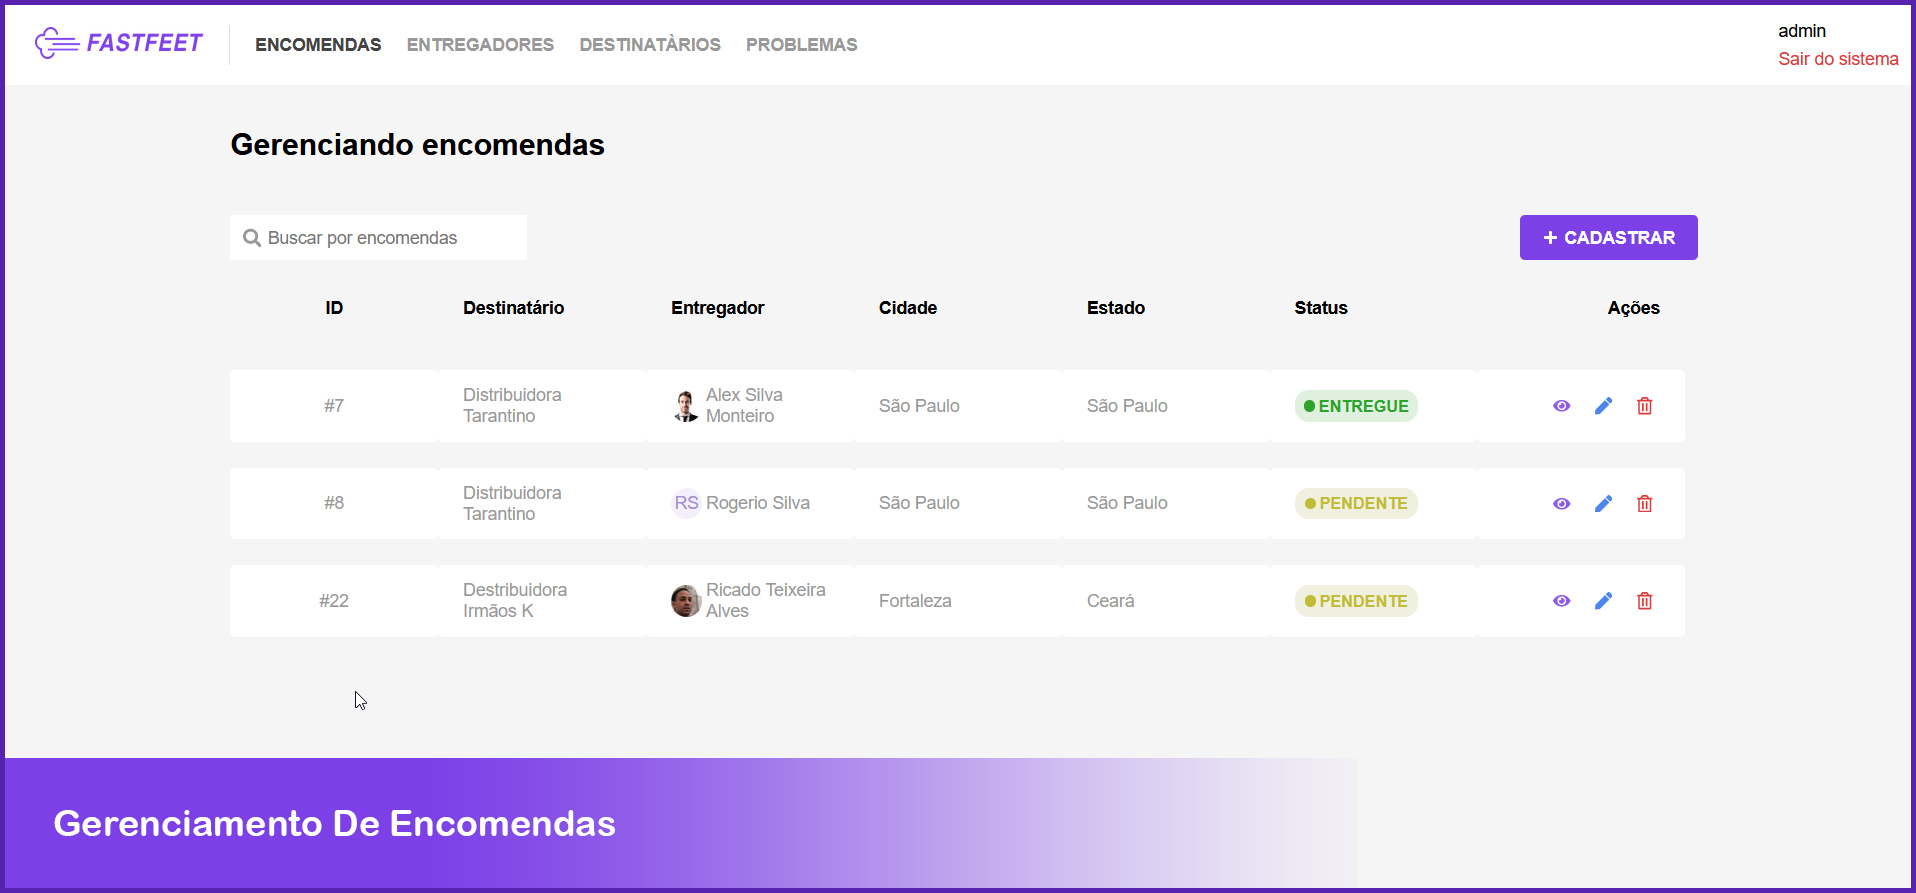 FASTFEET
ENCOMENDAS ENTREGADORES DESTINATÀRIOS PROBLEMAS
admin
Sair do sistema
Gerenciando encomendas
Buscar por encomendas
+ CADASTRAR
ID Destinatário Entregador Cidade Estado Status Ações
#7 Distribuidora Tarantino Alex Silva Monteiro São Paulo São Paulo ENTREGUE
#8 Distribuidora Tarantino RS Rogerio Silva São Paulo São Paulo PENDENTE
#22 Destribuidora Irmãos K Ricado Teixeira Alves Fortaleza Ceará PENDENTE
Gerenciamento De Encomendas